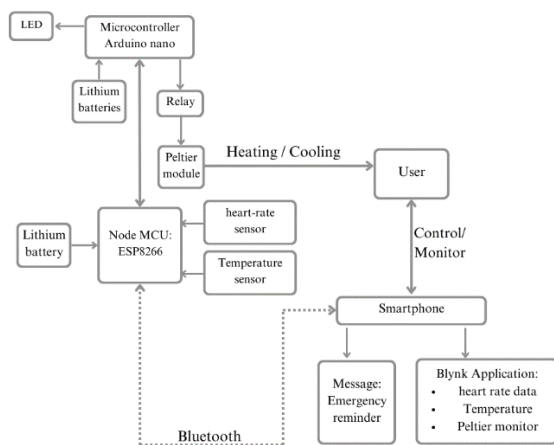 LED
Microcontroller
Arduino nano
Lithium
batteries
Relay
Peltier
module
Heating / Cooling
User
Lithium
battery
Node MCU:
ESP8266
heart-rate
sensor
Temperature
sensor
Control/
Monitor
Smartphone
Message:
Emergency
reminder
Blynk Application:
• heart rate data
• Temperature
• Peltier monitor
Bluetooth